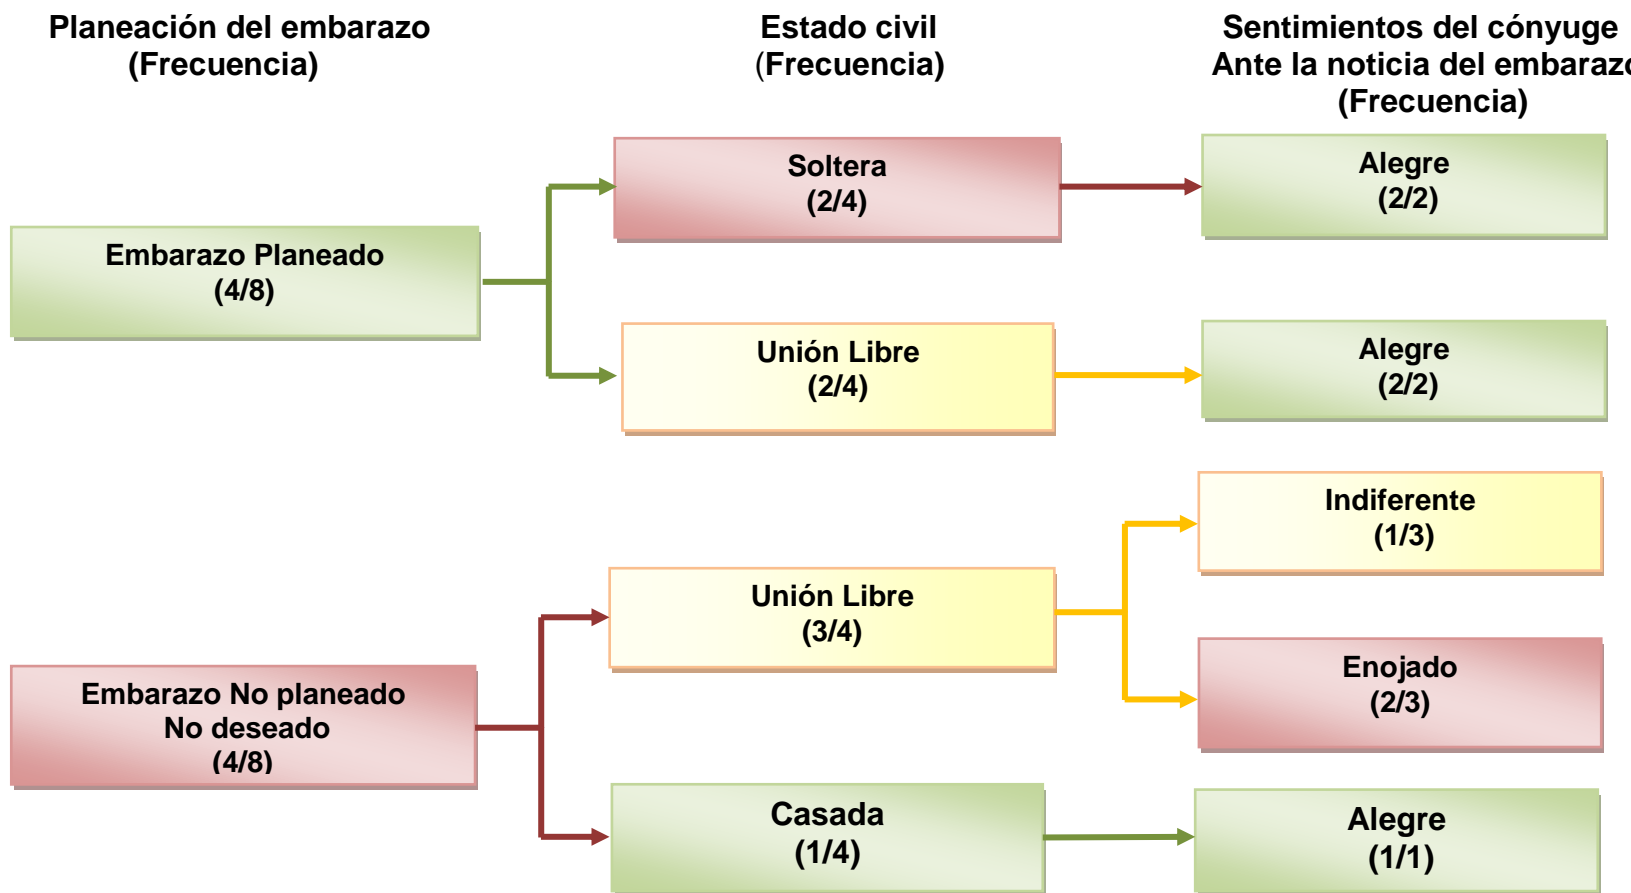 Planeación del embarazo
(Frecuencia)
Estado civil
(Frecuencia)
Sentimientos del cónyuge
Ante la noticia del embarazo
(Frecuencia)
Embarazo Planeado
(4/8)
Soltera
(2/4)
Alegre
(2/2)
Unión Libre
(2/4)
Alegre
(2/2)
Embarazo No planeado
No deseado
(4/8)
Unión Libre
(3/4)
Indiferente
(1/3)
Enojado
(2/3)
Casada
(1/4)
Alegre
(1/1)